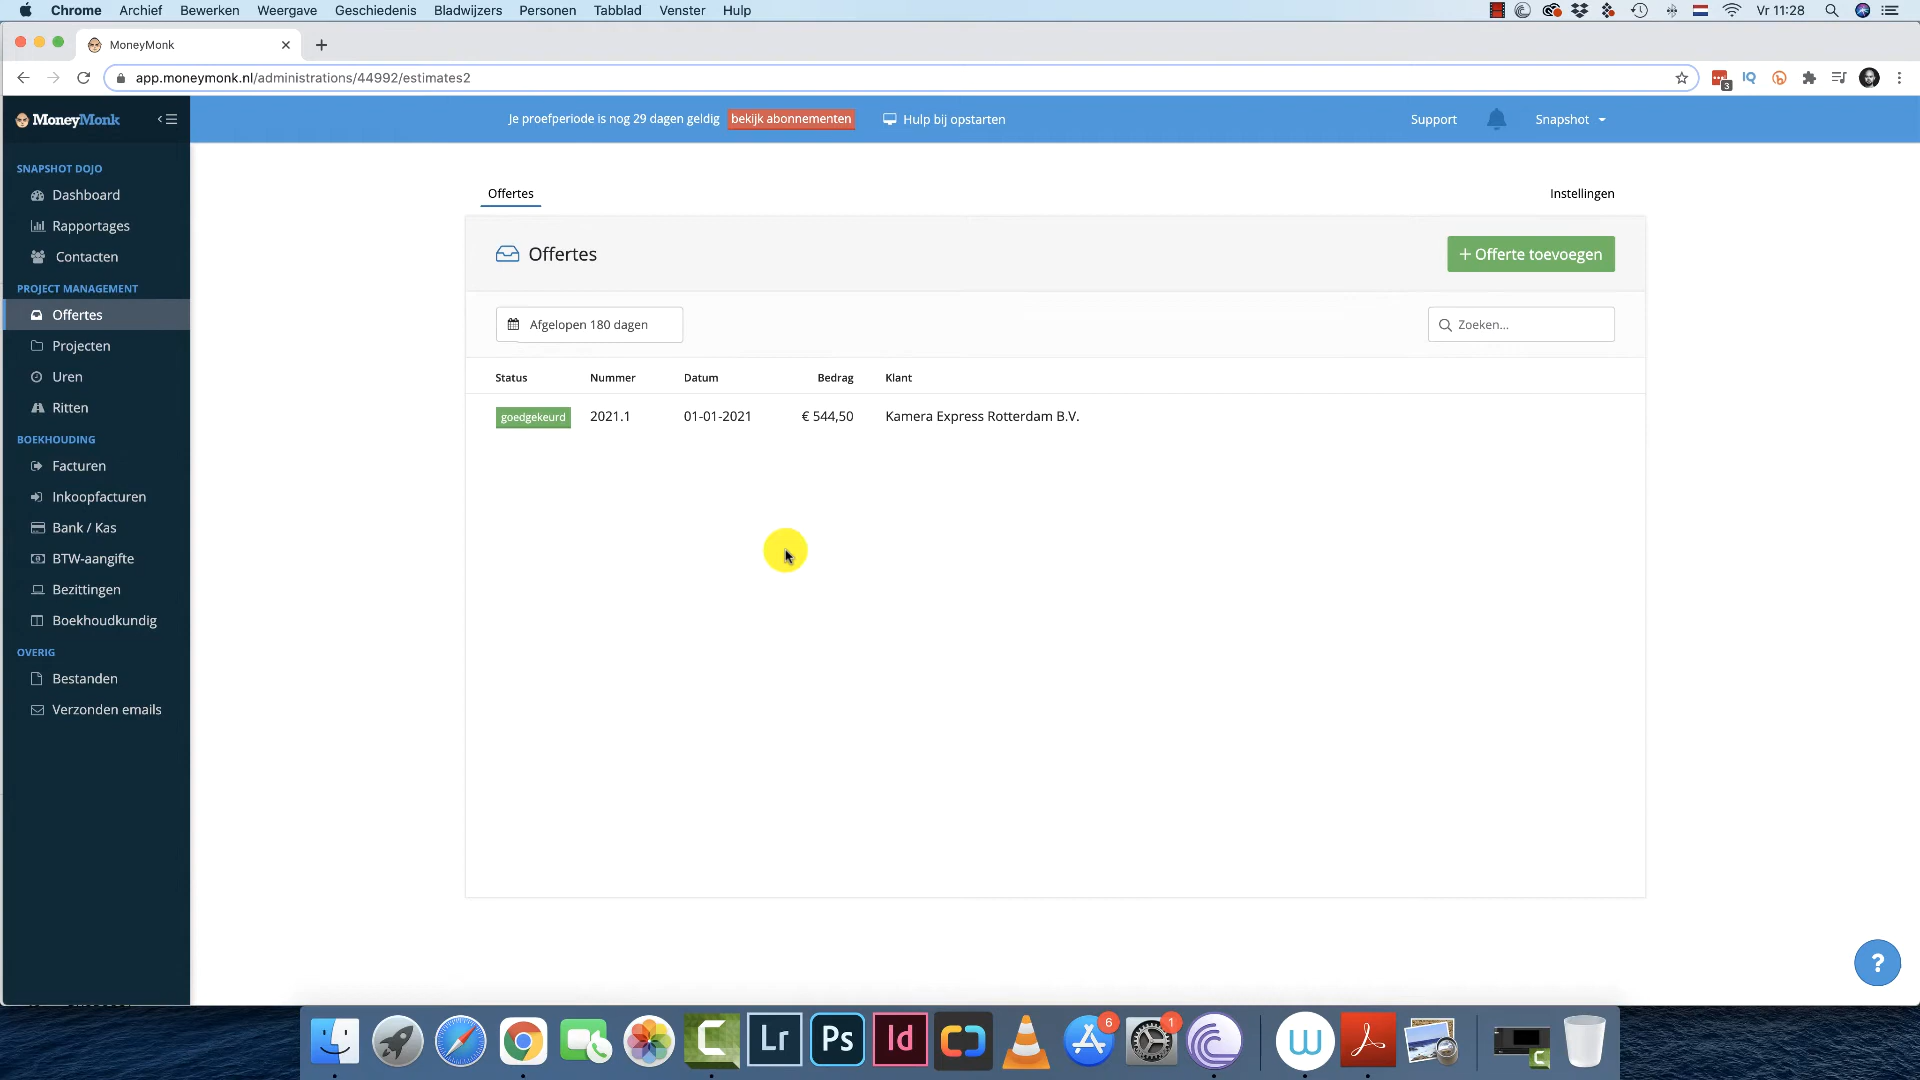 Chrome Archief Bewerken Weergave Geschiedenis Bladwijzers Personen Tabblad Venster Hulp Vr 11:28
MoneyMonk
app.moneymonk.nl/administrations/44992/estimates2 3 IQ
MoneyMonk
Je proefperiode is nog 29 dagen geldig bekijk abonnementen Hulp bij opstarten Support Snapshot
SNAPSHOT DOJO
Dashboard
Rapportages
Contacten
PROJECT MANAGEMENT
Offertes
Projecten
Uren
Ritten
BOEKHOUDING
Facturen
Inkoopfacturen
Bank / Kas
BTW-aangifte
Bezittingen
Boekhoudkundig
OVERIG
Bestanden
Verzonden emails
Offertes Instellingen
Offertes + Offerte toevoegen
Afgelopen 180 dagen Zoeken...
Status Nummer Datum Bedrag Klant
goedgekeurd 2021.1 01-01-2021 € 544,50 Kamera Express Rotterdam B.V.
?
C Lr Ps Id 6 1 W C